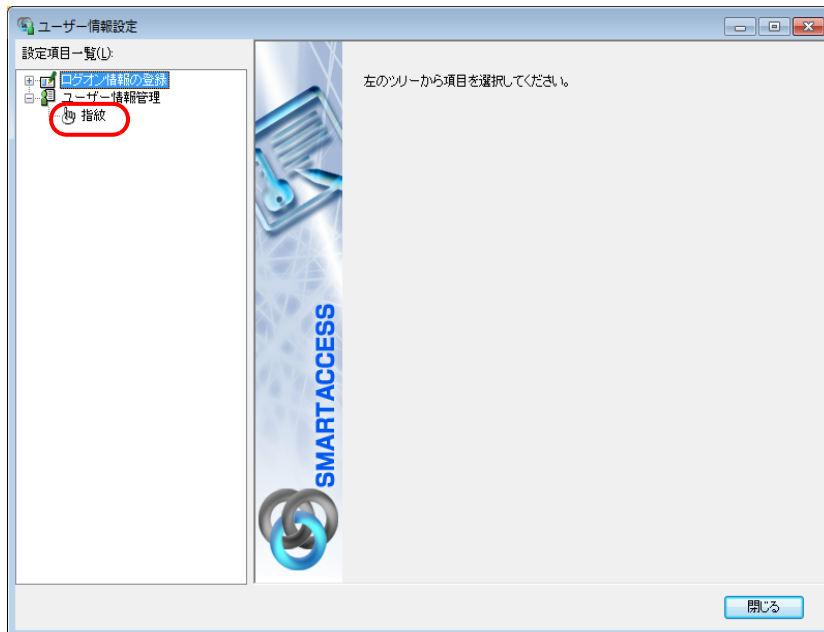 ユーザー情報設定
設定項目一覧(L):
ログオン情報の登録
ユーザー情報管理
指紋
左のツリーから項目を選択してください。
SMARTACCESS
閉じる